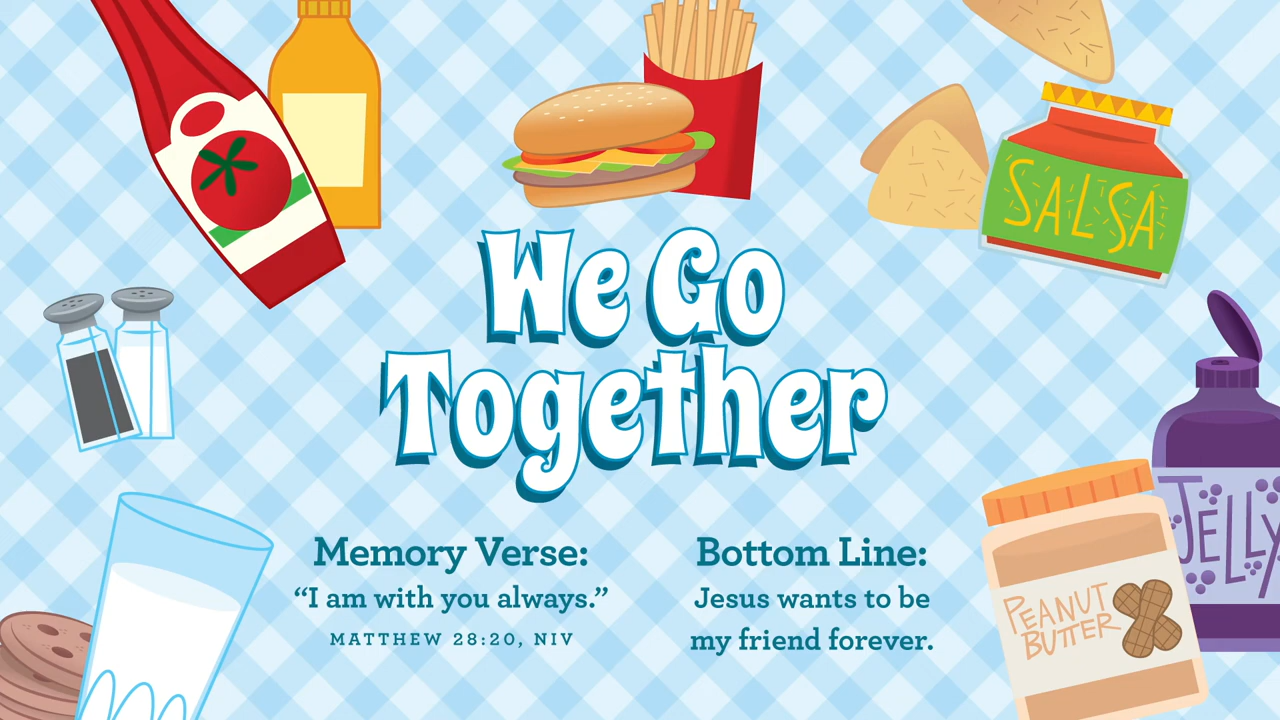 SALSA
We Go
Together
JELLY
PEANUT
BUTTER
Memory Verse:
“I am with you always.”
MATTHEW 28:20, NIV
Bottom Line:
Jesus wants to be
my friend forever.